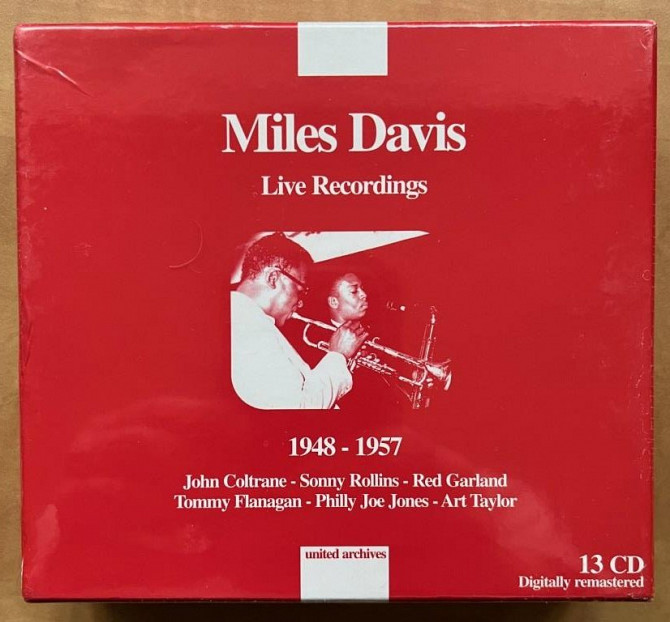 Miles Davis
Live Recordings
1948 - 1957
John Coltrane - Sonny Rollins - Red Garland
Tommy Flanagan - Philly Joe Jones - Art Taylor
united archives
13 CD
Digitally remastered